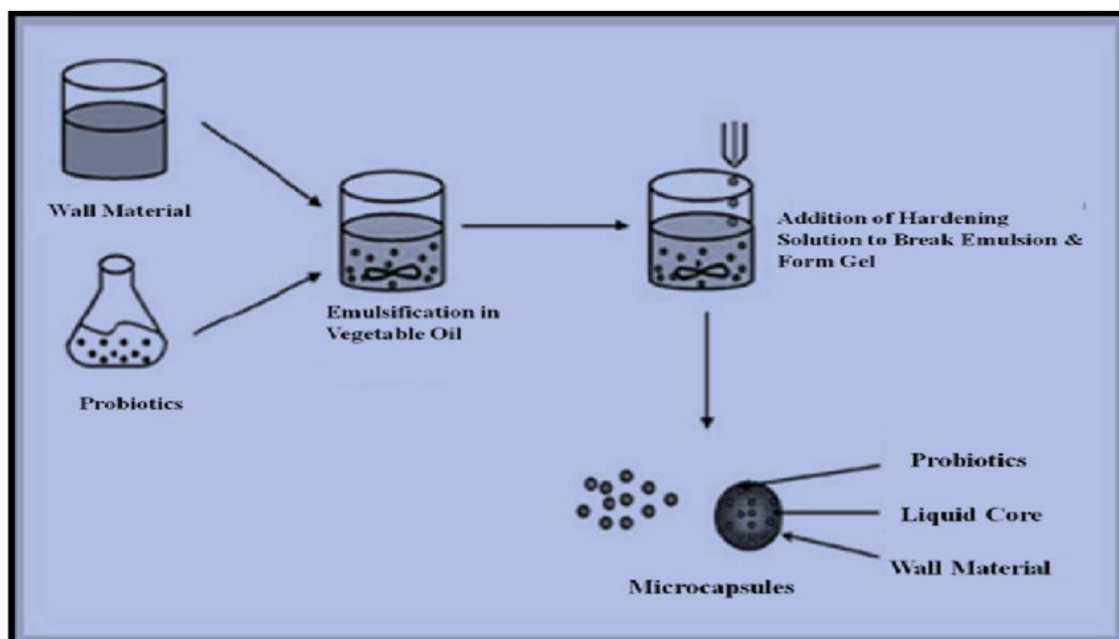 Wall Material
Probiotics
Emulsification in
Vegetable Oil
Addition of Hardening
Solution to Break Emulsion &
Form Gel
Probiotics
Liquid Core
Wall Material
Microcapsules